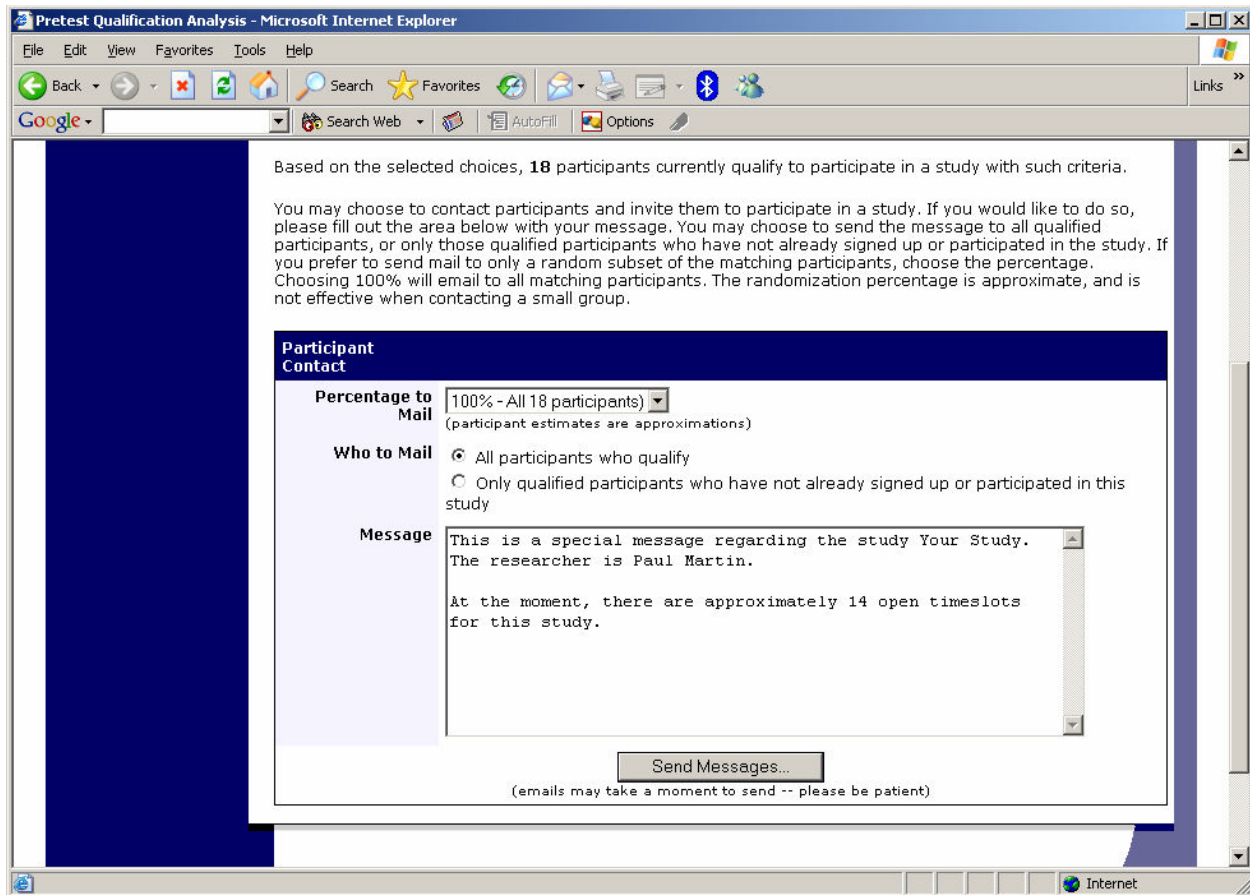 Pretest Qualification Analysis - Microsoft Internet Explorer
File Edit View Favorites Tools Help
Back Search Favorites Links »
Google Search Web AutoFill Options
Based on the selected choices, 18 participants currently qualify to participate in a study with such criteria.
You may choose to contact participants and invite them to participate in a study. If you would like to do so,
please fill out the area below with your message. You may choose to send the message to all qualified
participants, or only those qualified participants who have not already signed up or participated in the study. If
you prefer to send mail to only a random subset of the matching participants, choose the percentage.
Choosing 100% will email to all matching participants. The randomization percentage is approximate, and is
not effective when contacting a small group.
Participant
Contact
Percentage to
Mail
100% - All 18 participants)
(participant estimates are approximations)
Who to Mail
All participants who qualify
Only qualified participants who have not already signed up or participated in this
study
Message
This is a special message regarding the study Your Study.
The researcher is Paul Martin.
At the moment, there are approximately 14 open timeslots
for this study.
Send Messages...
(emails may take a moment to send -- please be patient)
Internet